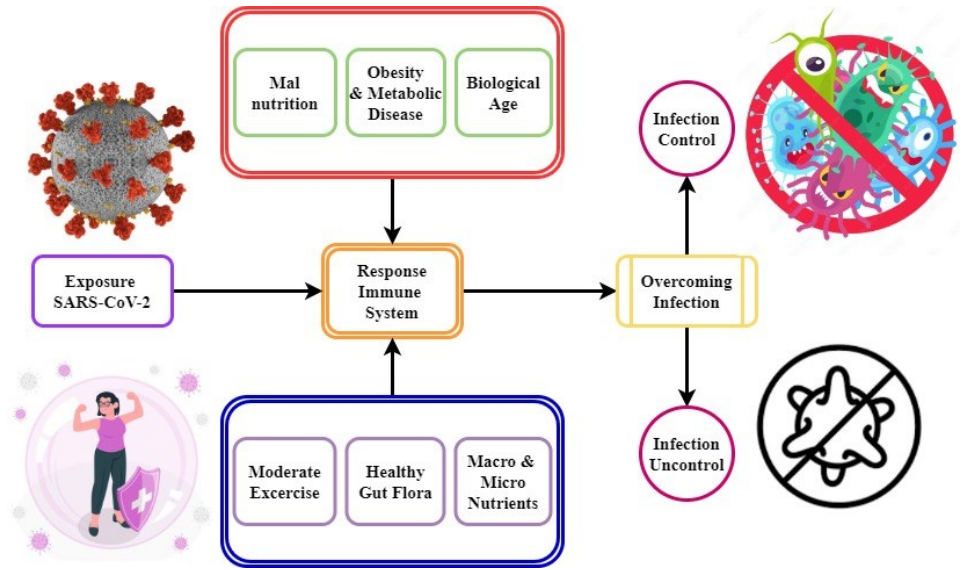 Mal
nutrition
Obesity
& Metabolic
Disease
Biological
Age
Infection
Control
Exposure
SARS-CoV-2
Response
Immune
System
Overcoming
Infection
Moderate
Excercise
Healthy
Gut Flora
Macro &
Micro
Nutrients
Infection
Uncontrol